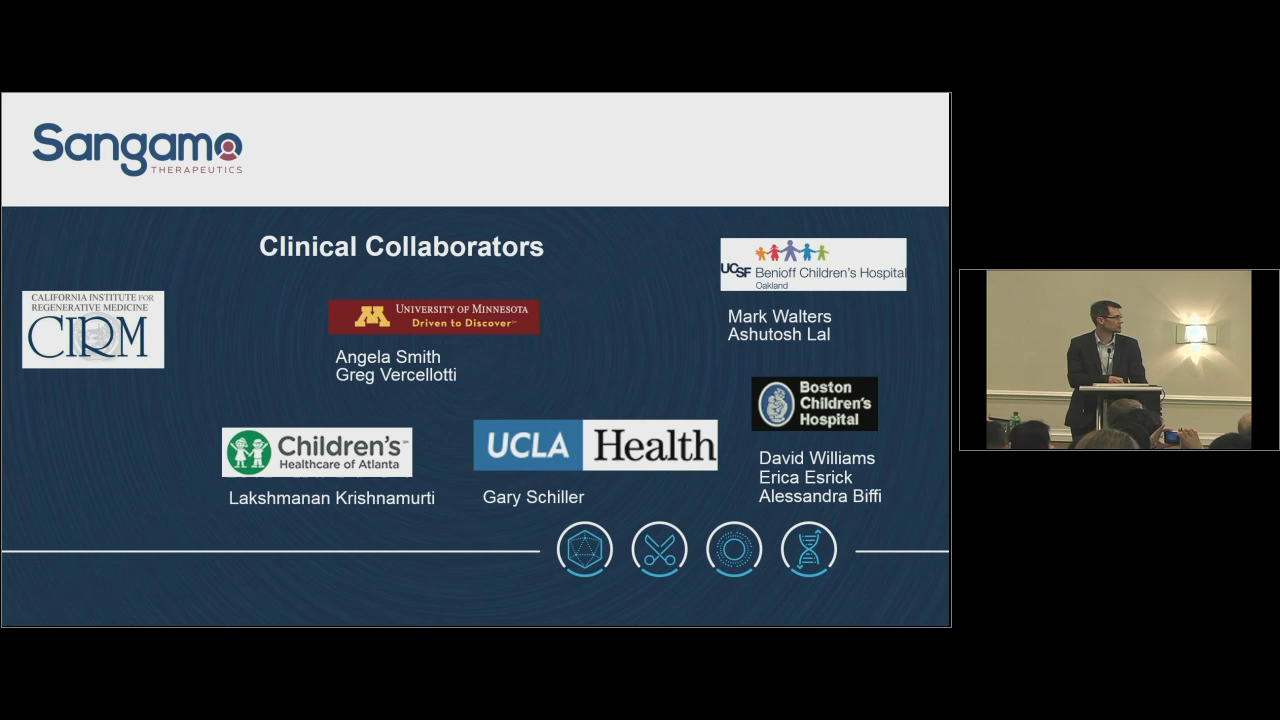 Sangamo
THERAPEUTICS
Clinical Collaborators
CALIFORNIA INSTITUTE FOR
REGENERATIVE MEDICINE
CIRM
UNIVERSITY OF MINNESOTA
Driven to Discover
Angela Smith
Greg Vercellotti
UCSF Benioff Children's Hospital
Oakland
Mark Walters
Ashutosh Lal
Children's
Healthcare of Atlanta
Lakshmanan Krishnamurti
UCLA Health
Gary Schiller
Boston
Children's
Hospital
David Williams
Erica Esrick
Alessandra Biffi